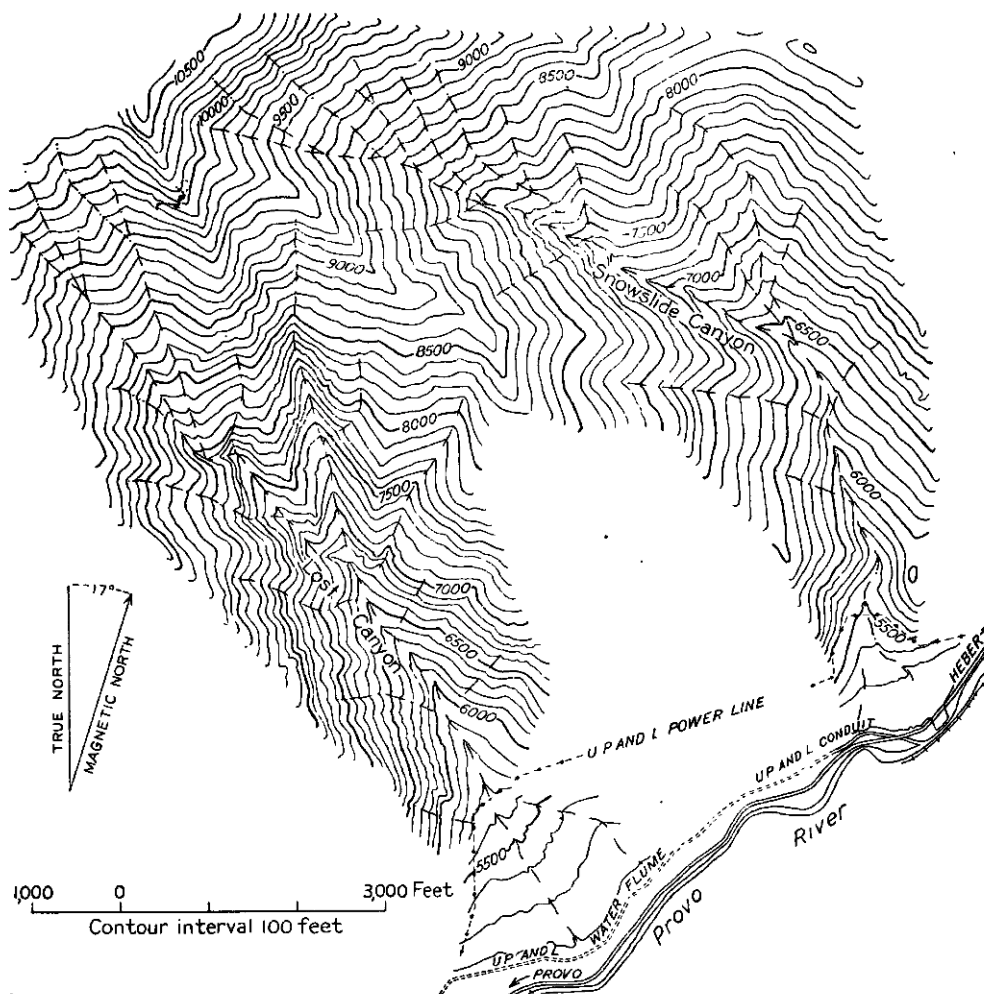 10500
10000
9500
9000
8500
8000
7500
7000
6500
6000
5500
Snowslide Canyon
9000
8500
8000
7500
7000
6500
6000
5500
Lost Canyon
17°
TRUE NORTH
MAGNETIC NORTH
HEBER
U P AND L POWER LINE
UP AND L CONDUIT
River
Provo
WATER FLUME
UP AND L
PROVO
1,000 0 3,000 Feet
Contour interval 100 feet